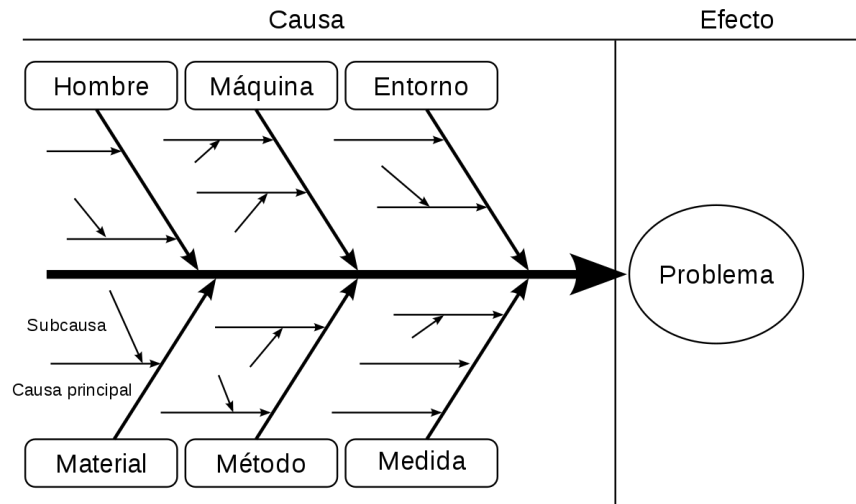 Causa
Efecto
Hombre
Máquina
Entorno
Problema
Subcausa
Causa principal
Material
Método
Medida